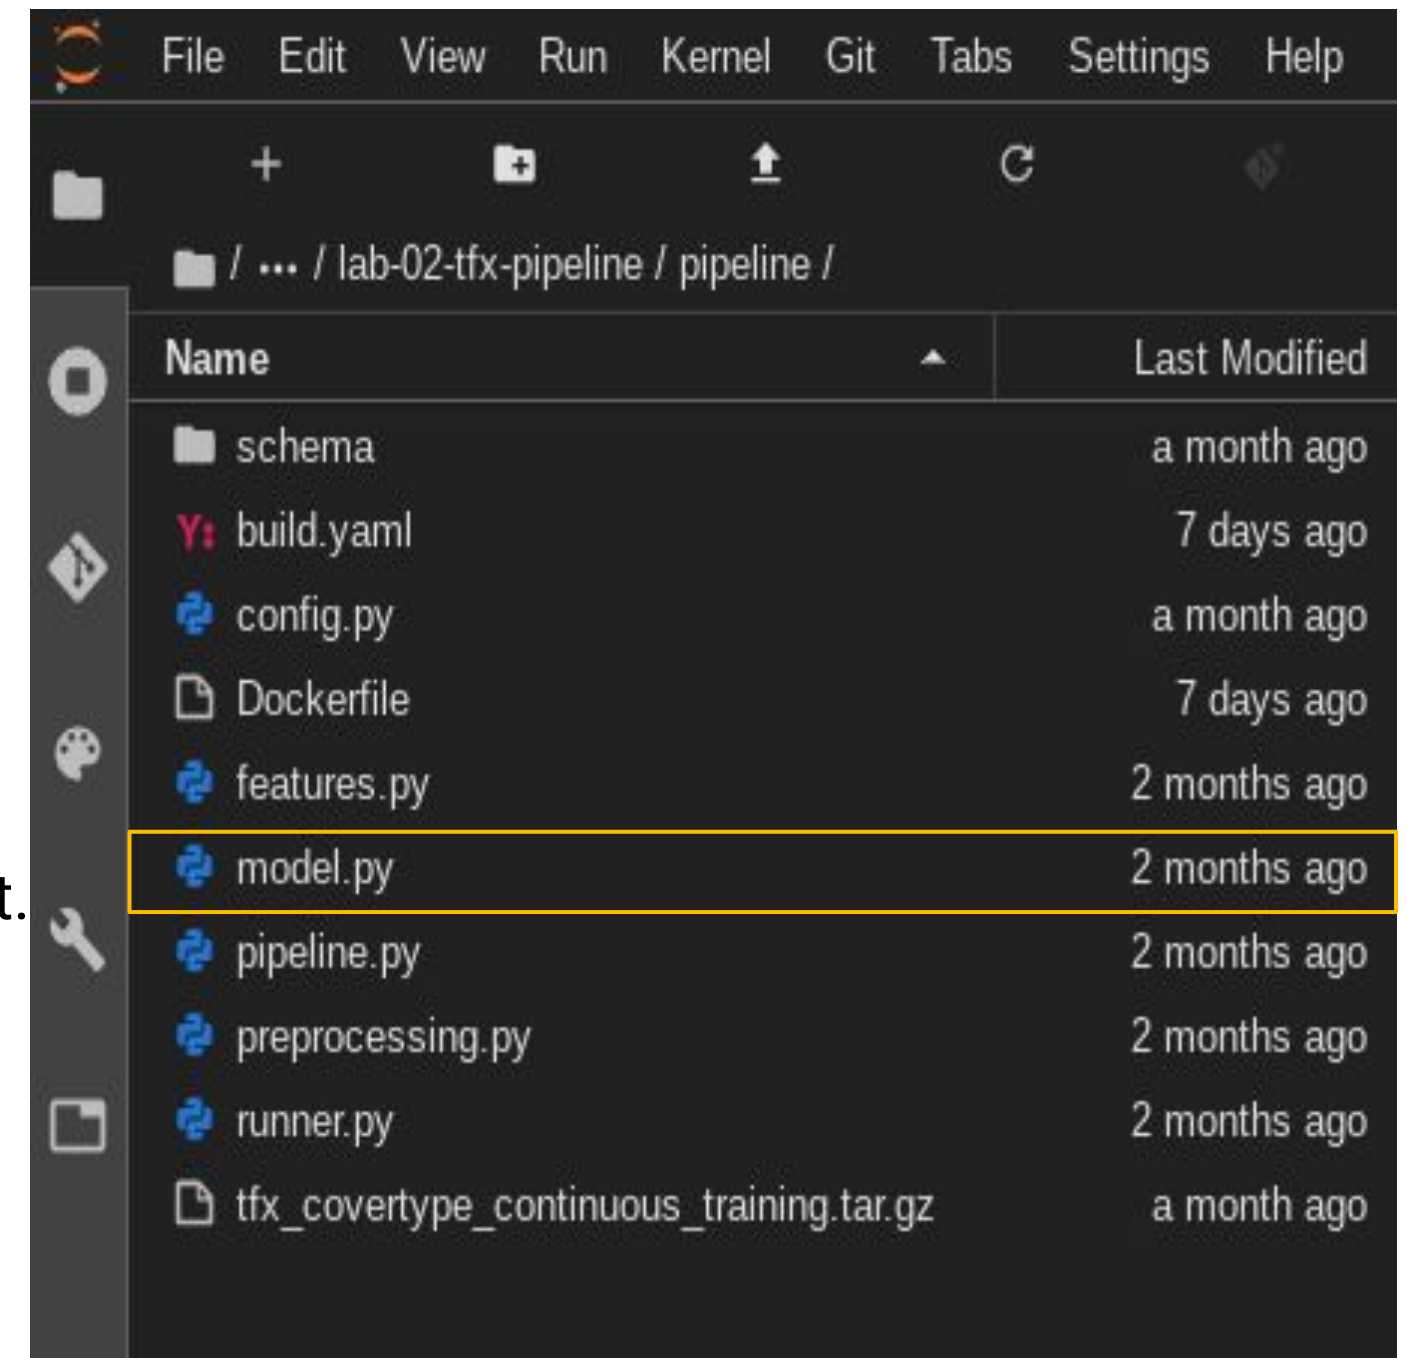 File Edit View Run Kernel Git Tabs Settings Help
/ ... / lab-02-tfx-pipeline / pipeline /
Name Last Modified
schema a month ago
Y: build.yaml 7 days ago
config.py a month ago
Dockerfile 7 days ago
features.py 2 months ago
model.py 2 months ago
t.
pipeline.py 2 months ago
preprocessing.py 2 months ago
runner.py 2 months ago
tfx_covertype_continuous_training.tar.gz a month ago